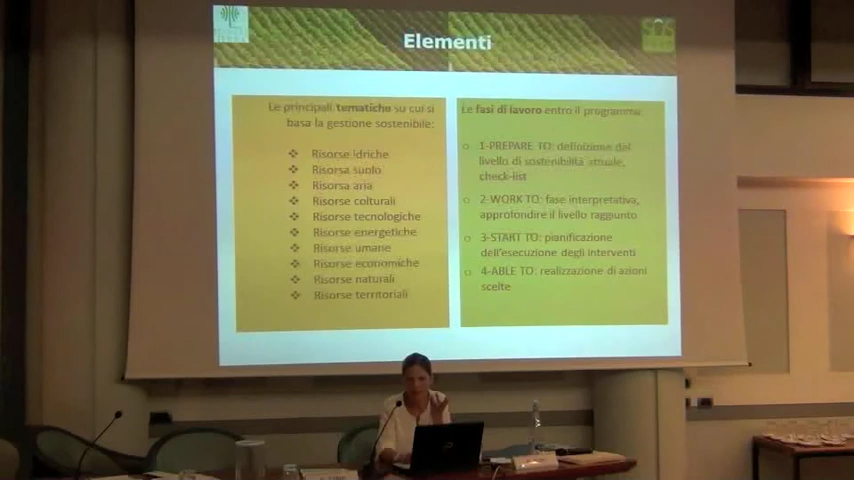 Elementi
Le principali tematiche su cui si
basa la gestione sostenibile:
❖ Risorse Idriche
❖ Risorsa suolo
❖ Risorsa aria
❖ Risorse colturali
❖ Risorse tecnologiche
❖ Risorse energetiche
❖ Risorse umane
❖ Risorse economiche
❖ Risorse naturali
❖ Risorse territoriali
Le fasi di lavoro entro il programma:
○ 1-PREPARE TO: definizione del
livello di sostenibilità attuale,
check-list
○ 2-WORK TO: fase interpretativa,
approfondire il livello raggiunto
○ 3-START TO: pianificazione
dell'esecuzione degli interventi
○ 4-ABLE TO: realizzazione di azioni
scelte